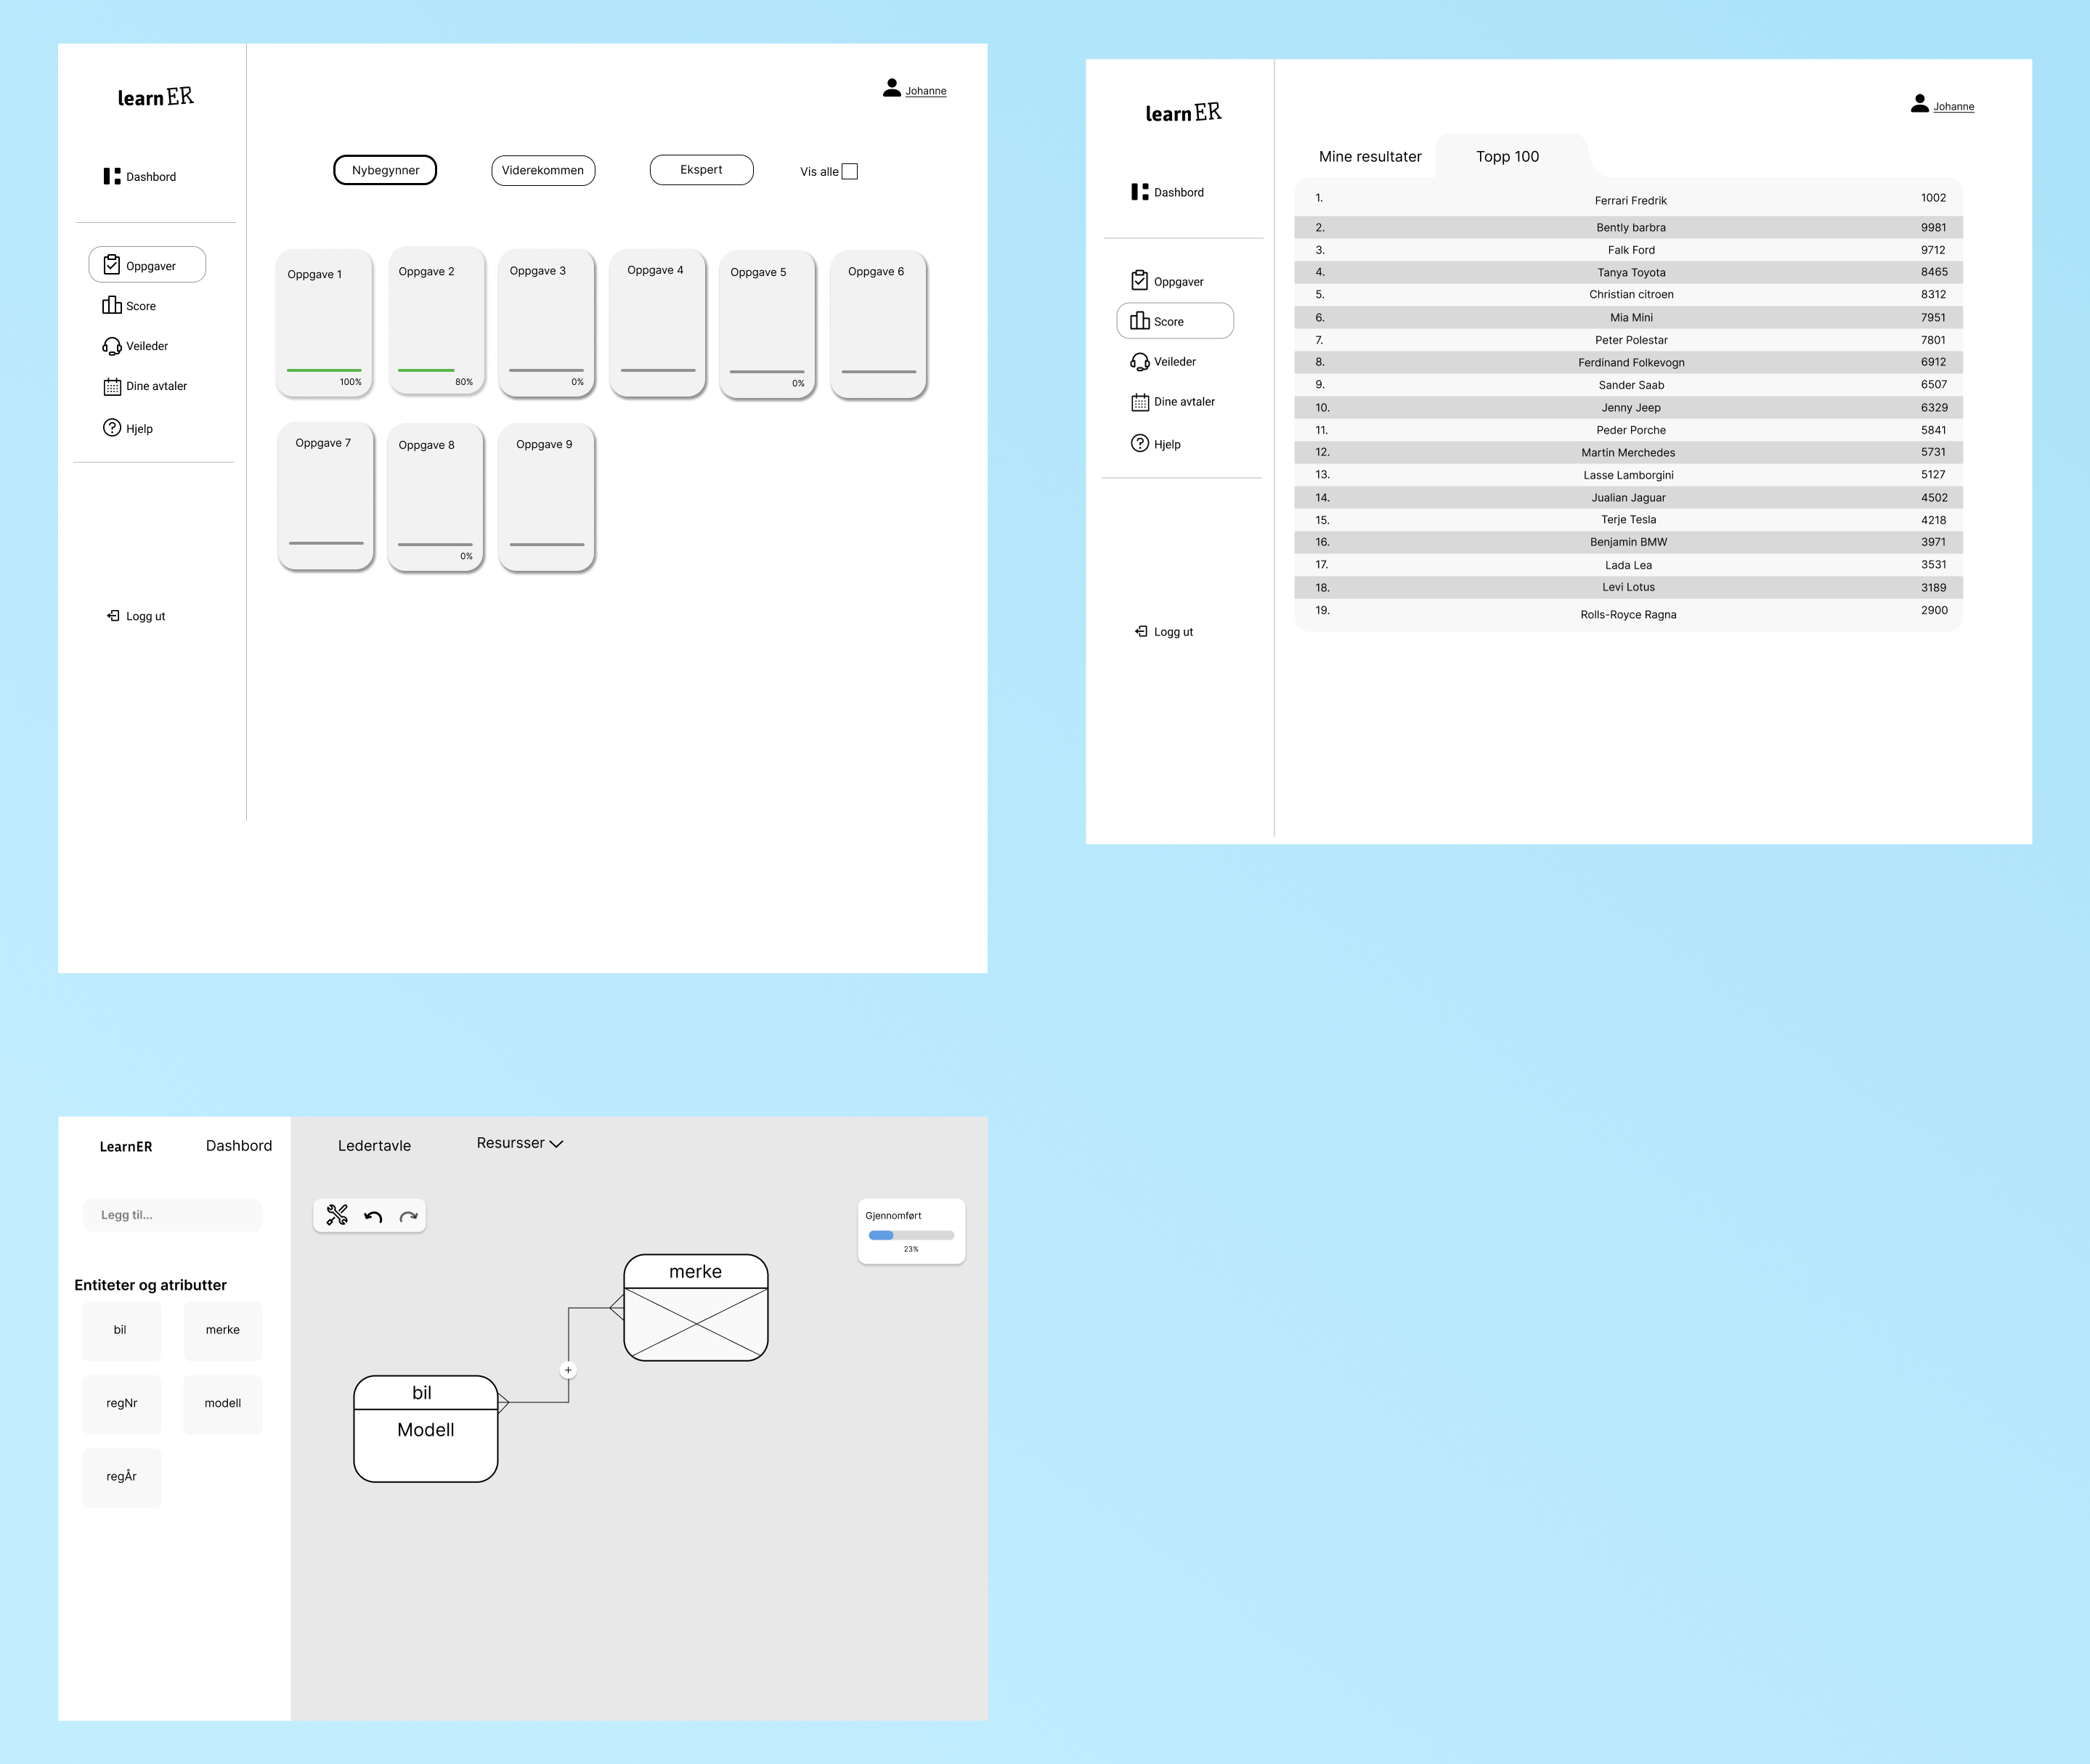 learnER
Johanne
Dashbord
Oppgaver
Score
Veileder
Dine avtaler
Hjelp
Logg ut
Nybegynner
Viderekommen
Ekspert
Vis alle
Oppgave 1
100%
Oppgave 2
80%
Oppgave 3
0%
Oppgave 4
Oppgave 5
0%
Oppgave 6
Oppgave 7
Oppgave 8
0%
Oppgave 9
learnER
Johanne
Dashbord
Oppgaver
Score
Veileder
Dine avtaler
Hjelp
Logg ut
Mine resultater
Topp 100
1. Ferrari Fredrik 1002
2. Bently barbra 9981
3. Falk Ford 9712
4. Tanya Toyota 8465
5. Christian citroen 8312
6. Mia Mini 7951
7. Peter Polestar 7801
8. Ferdinand Folkevogn 6912
9. Sander Saab 6507
10. Jenny Jeep 6329
11. Peder Porche 5841
12. Martin Merchedes 5731
13. Lasse Lamborgini 5127
14. Jualian Jaguar 4502
15. Terje Tesla 4218
16. Benjamin BMW 3971
17. Lada Lea 3531
18. Levi Lotus 3189
19. Rolls-Royce Ragna 2900
LearnER
Dashbord
Ledertavle
Resursser
Legg til...
Entiteter og atributter
bil
merke
regNr
modell
regÅr
Gjennomført
23%
merke
+
bil
Modell